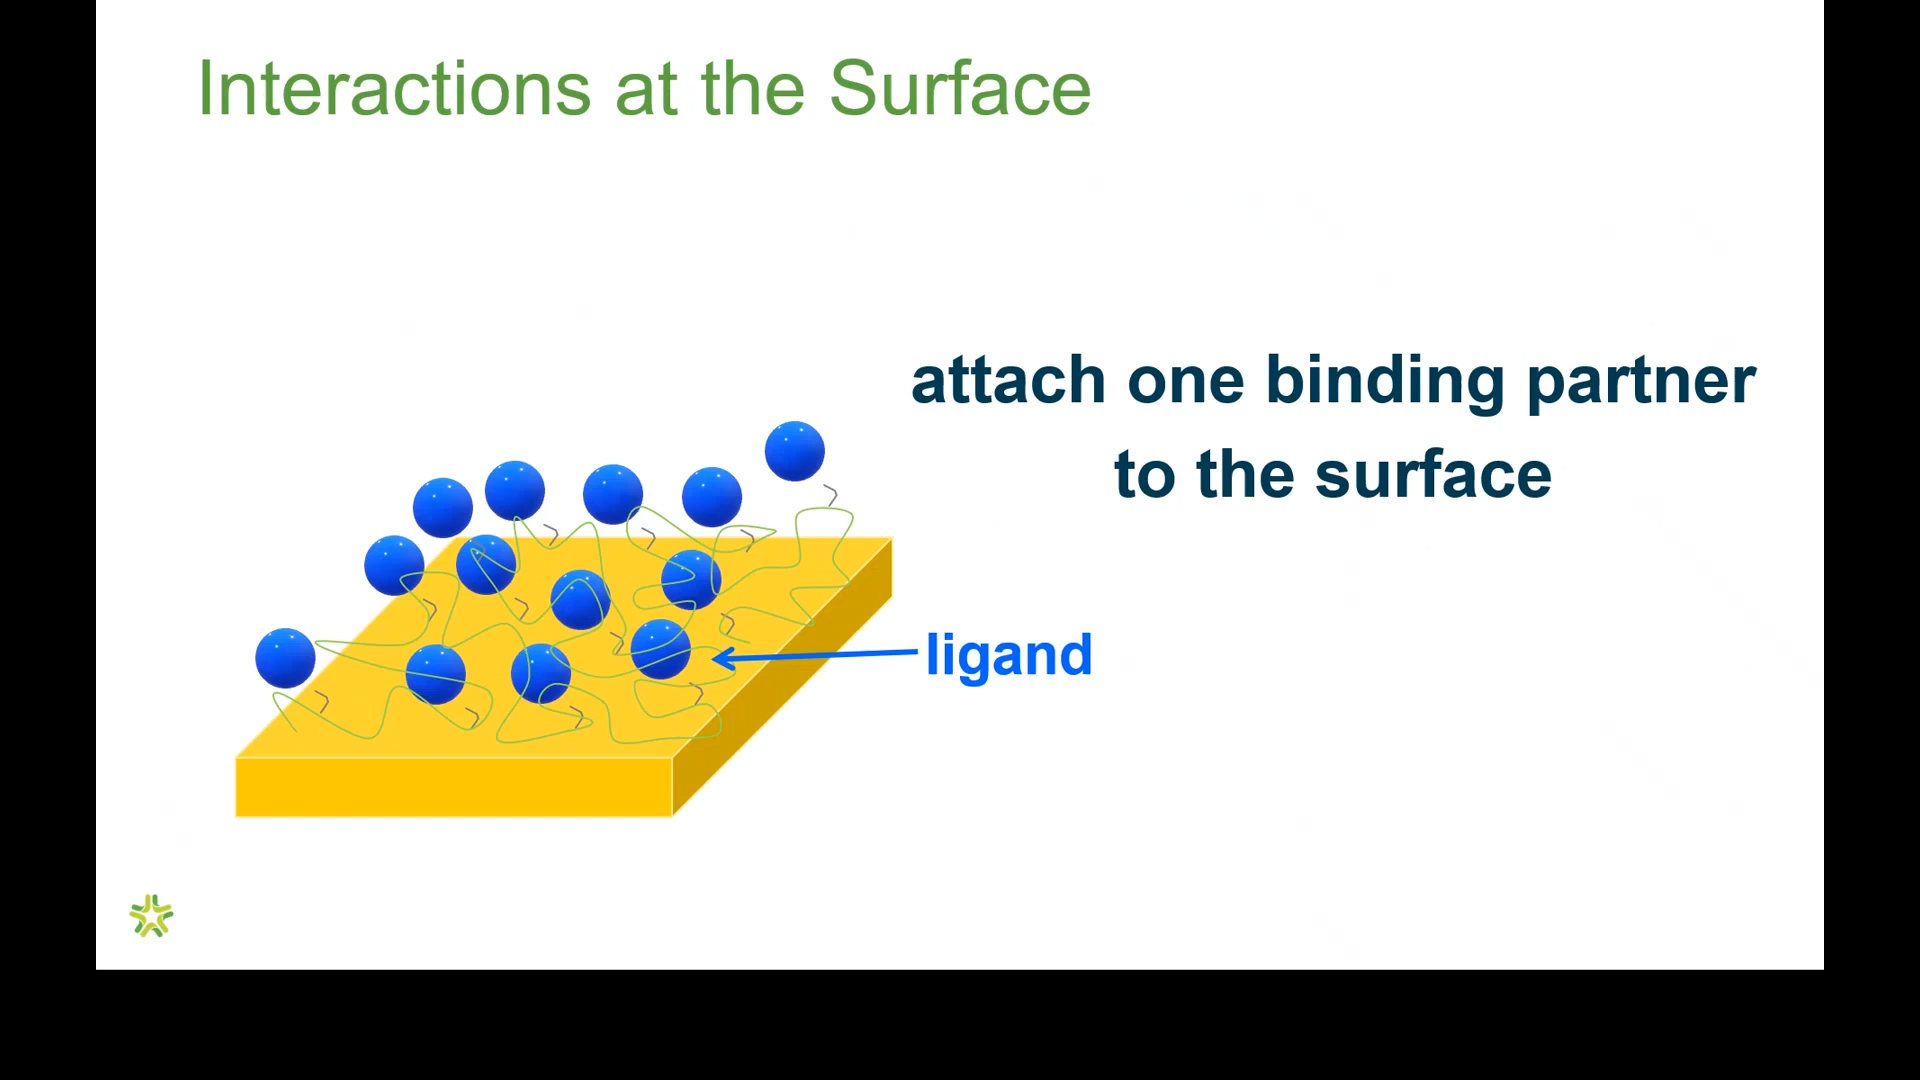 Interactions at the Surface
attach one binding partner
to the surface
ligand